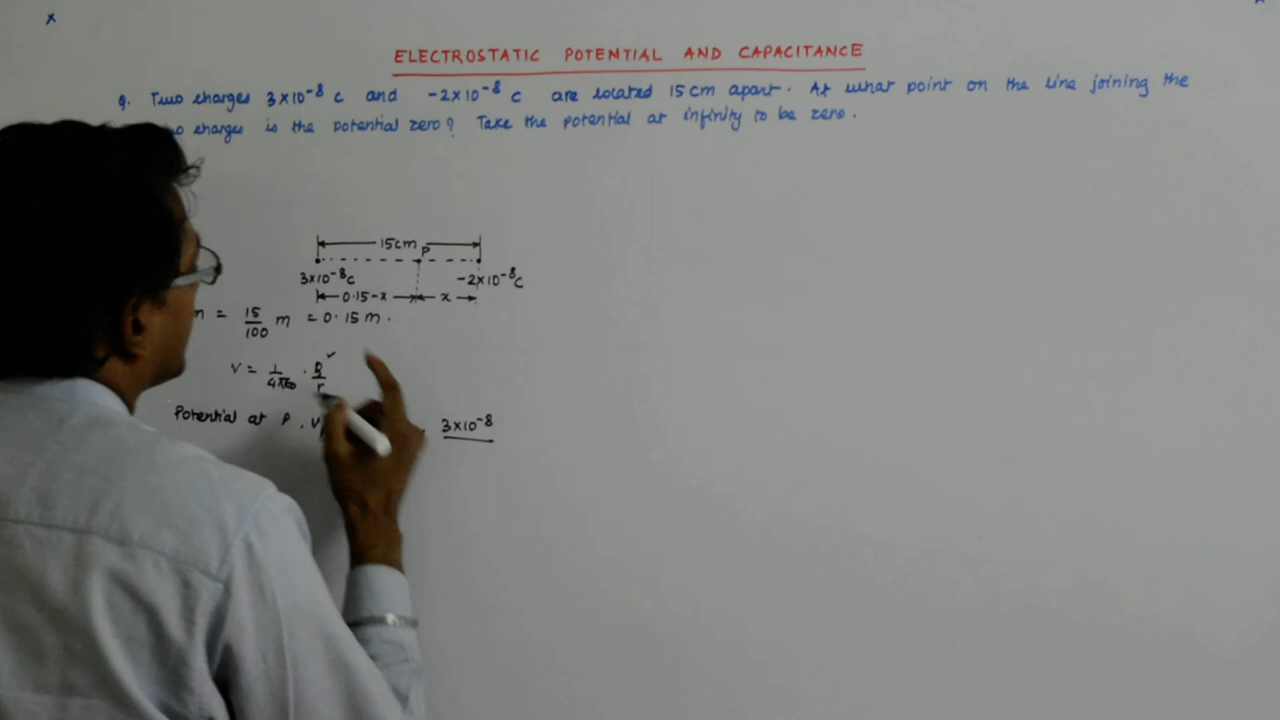 ELECTROSTATIC POTENTIAL AND CAPACITANCE
Q. Two charges 3×10⁻⁸ C and -2×10⁻⁸ C are located 15 cm apart. At what point on the line joining the
charges is the potential zero? Take the potential at infinity to be zero.
15cm
P
3×10⁻⁸C -2×10⁻⁸C
0.15-x x
= 15/100 m = 0.15 m.
V = 1/4πε₀ . Q/r
Potential at P, V 3×10⁻⁸